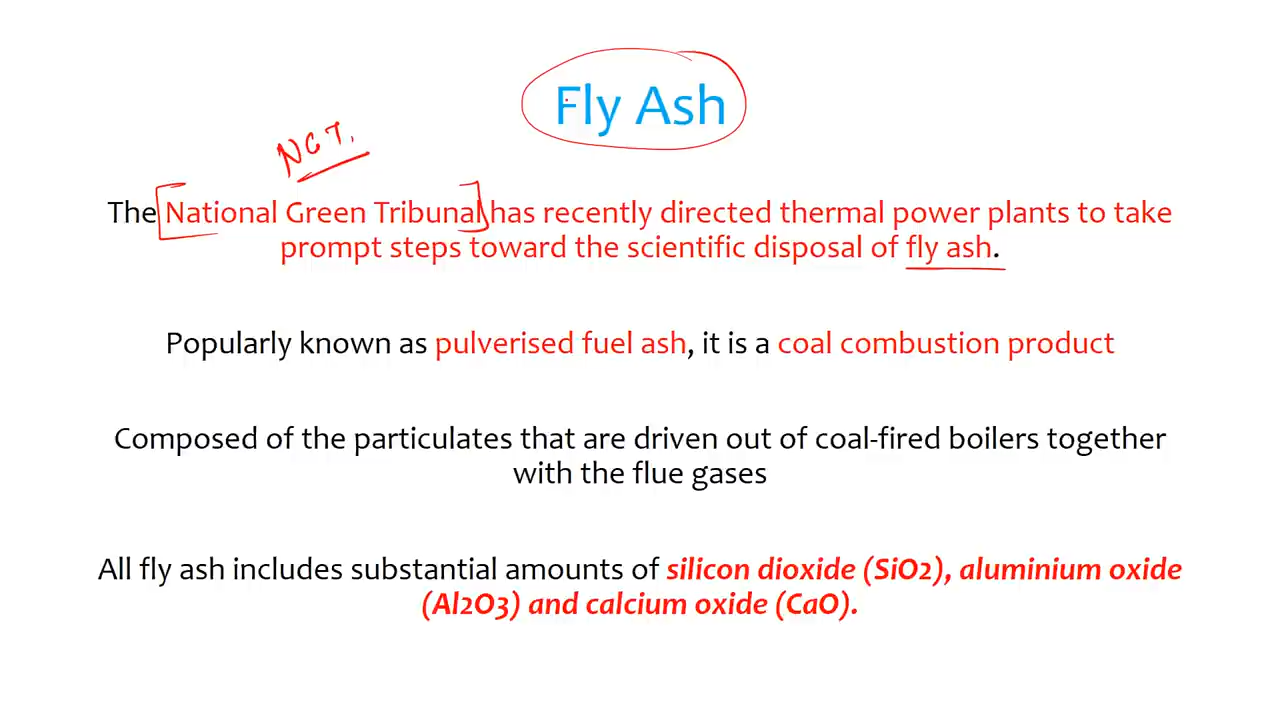 Fly Ash
NGT.
The National Green Tribunal has recently directed thermal power plants to take
prompt steps toward the scientific disposal of fly ash.
Popularly known as pulverised fuel ash, it is a coal combustion product
Composed of the particulates that are driven out of coal-fired boilers together
with the flue gases
All fly ash includes substantial amounts of silicon dioxide (SiO2), aluminium oxide
(Al2O3) and calcium oxide (CaO).